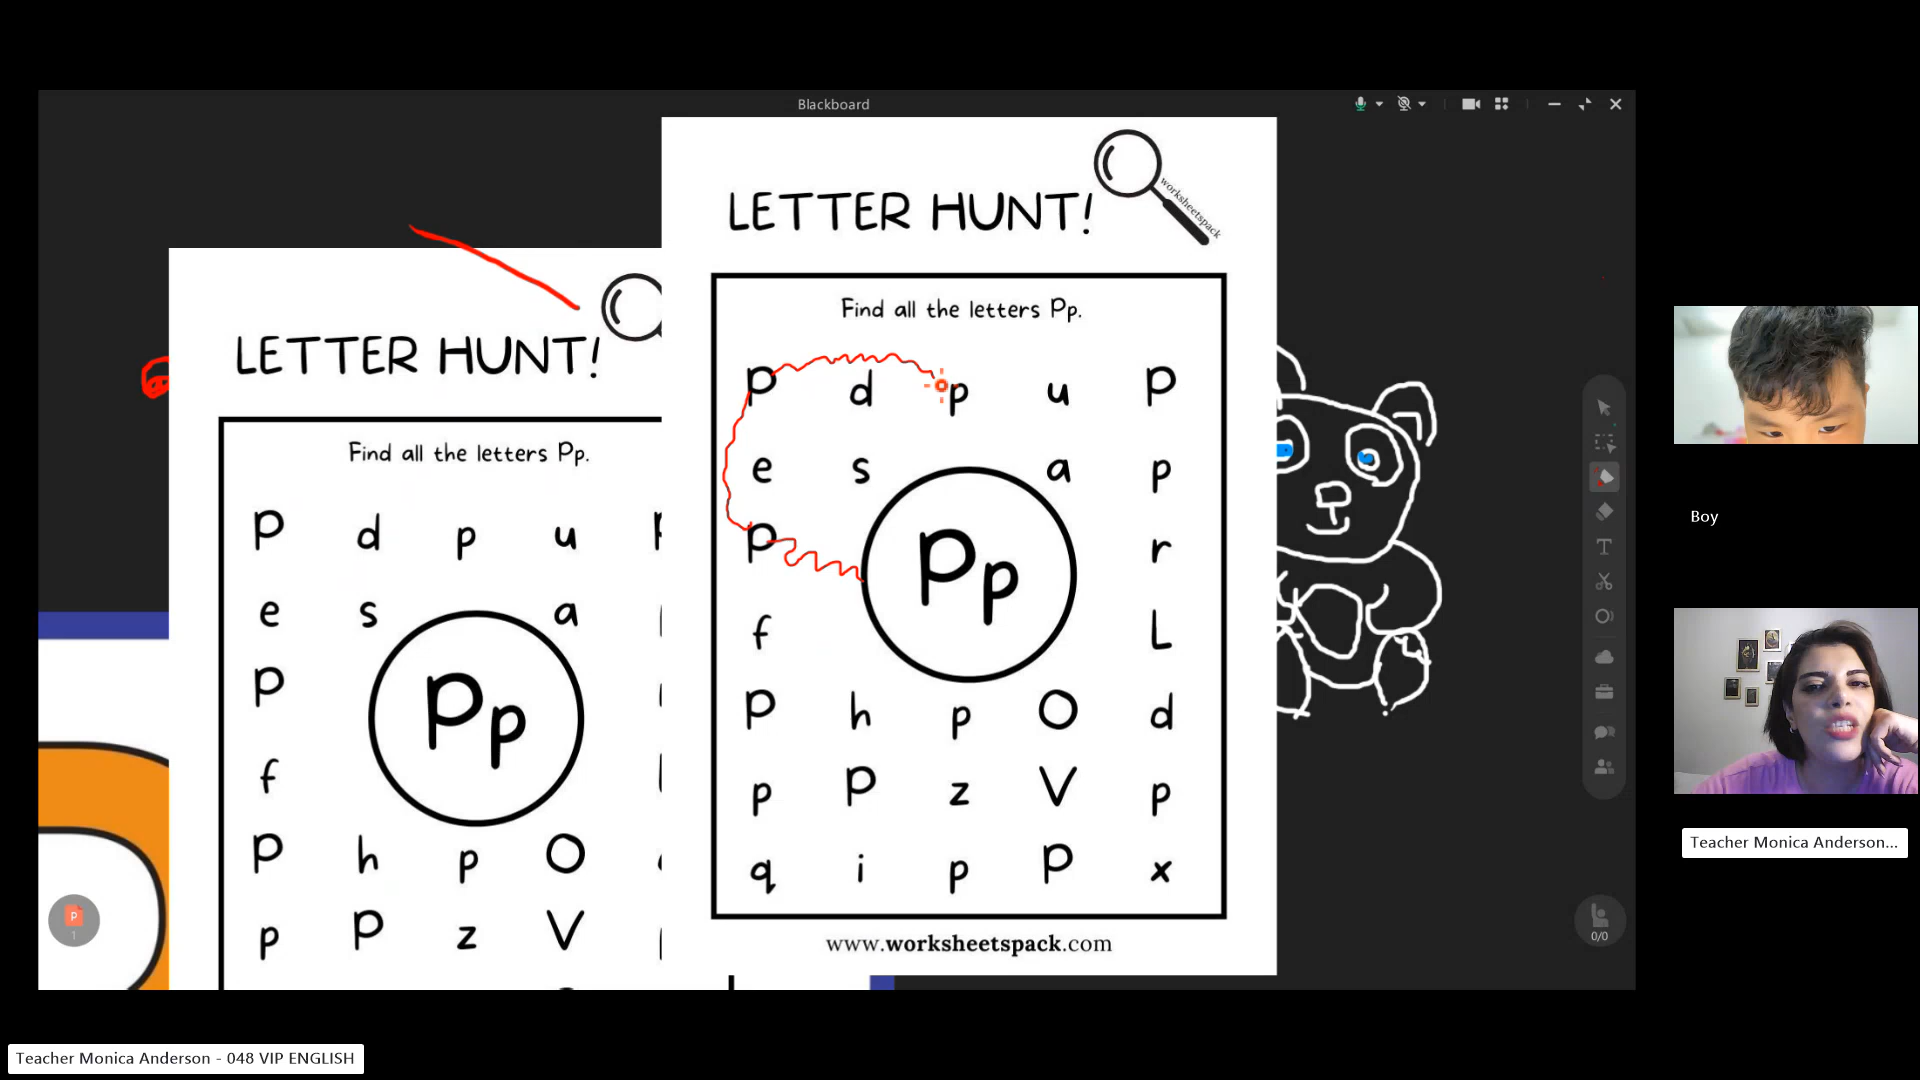 Blackboard
LETTER HUNT!
worksheetspack
Find all the letters Pp.
P d p u P
e s a p
P r
Pp
f L
P h p O d
p P z V p
q i p P x
www.worksheetspack.com
LETTER HUNT!
Find all the letters Pp.
P d p u
e s a
P
Pp
f
P h p O
p P z V
P
1
T
0/0
Boy
Teacher Monica Anderson...
Teacher Monica Anderson - 048 VIP ENGLISH